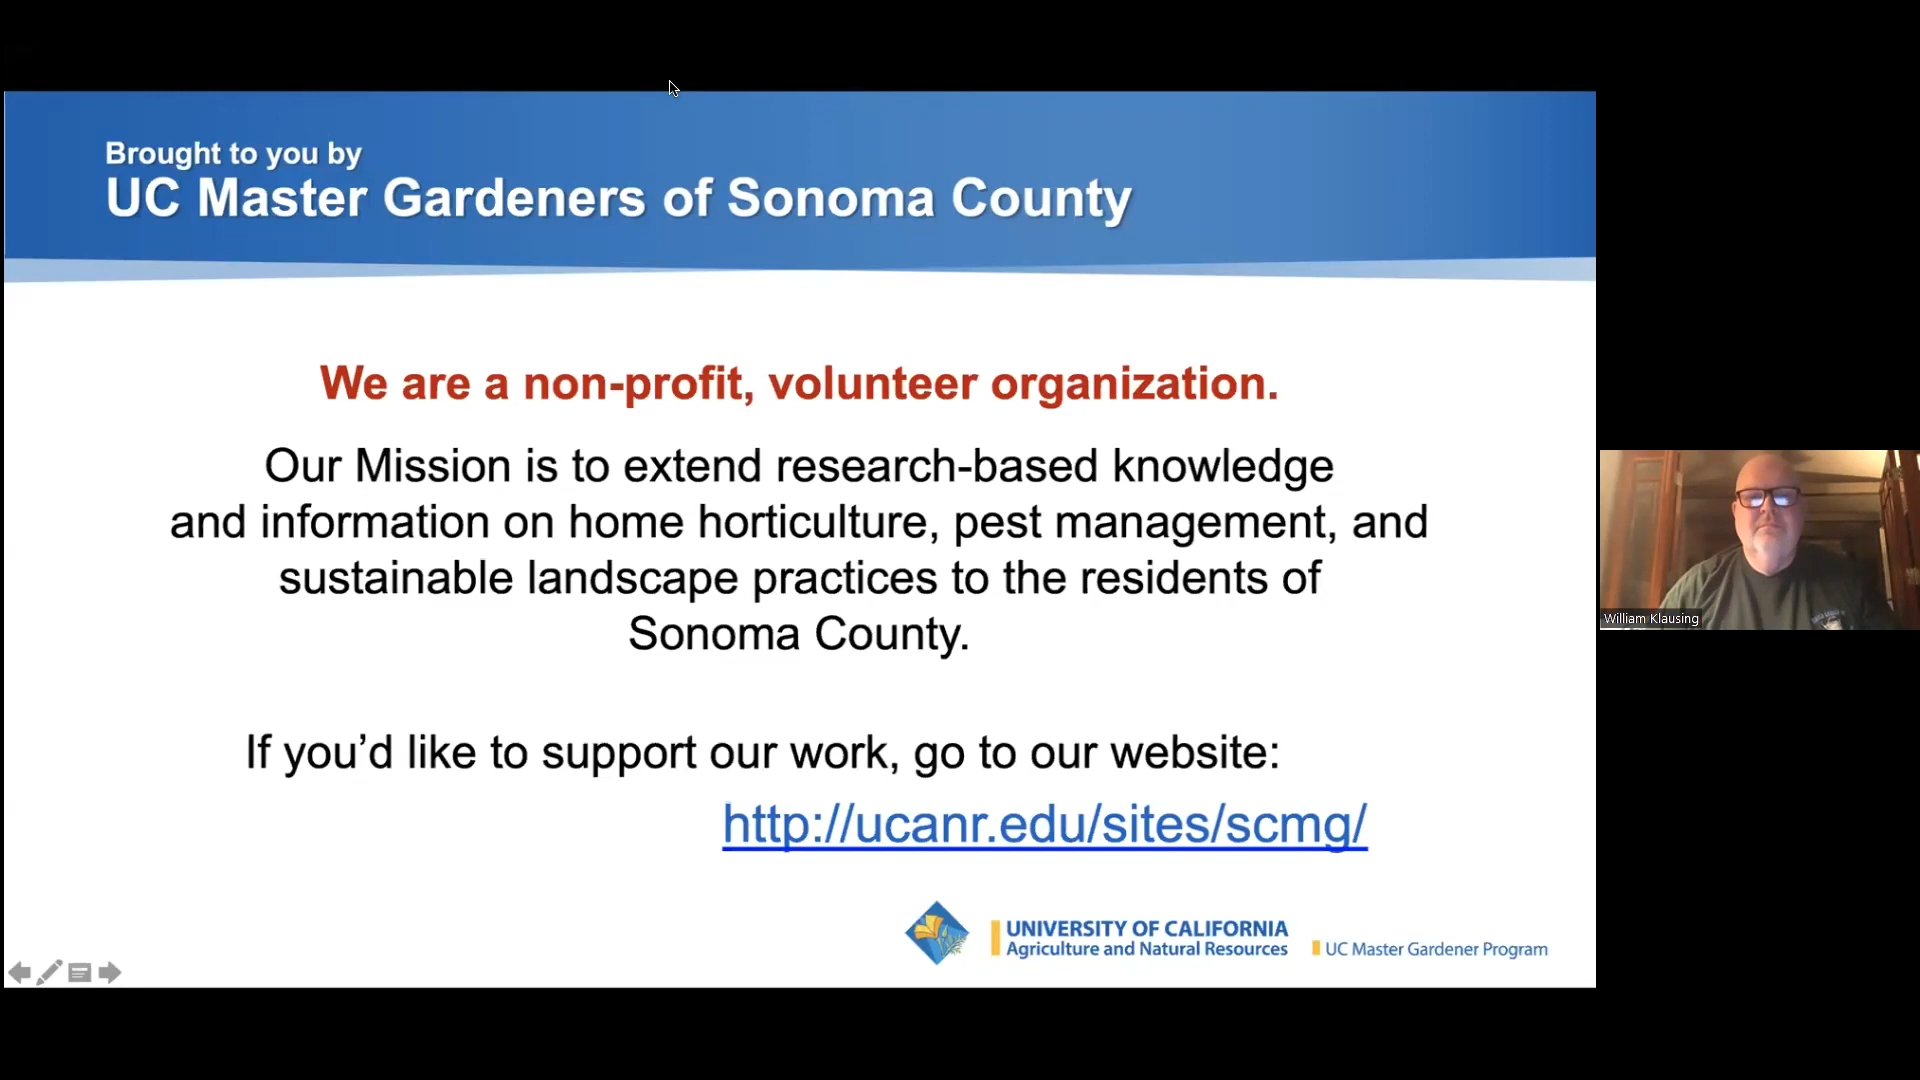 Brought to you by
UC Master Gardeners of Sonoma County
We are a non-profit, volunteer organization.
Our Mission is to extend research-based knowledge
and information on home horticulture, pest management, and
sustainable landscape practices to the residents of
Sonoma County.
If you’d like to support our work, go to our website:
http://ucanr.edu/sites/scmg/
UNIVERSITY OF CALIFORNIA
Agriculture and Natural Resources
UC Master Gardener Program
William Klausing